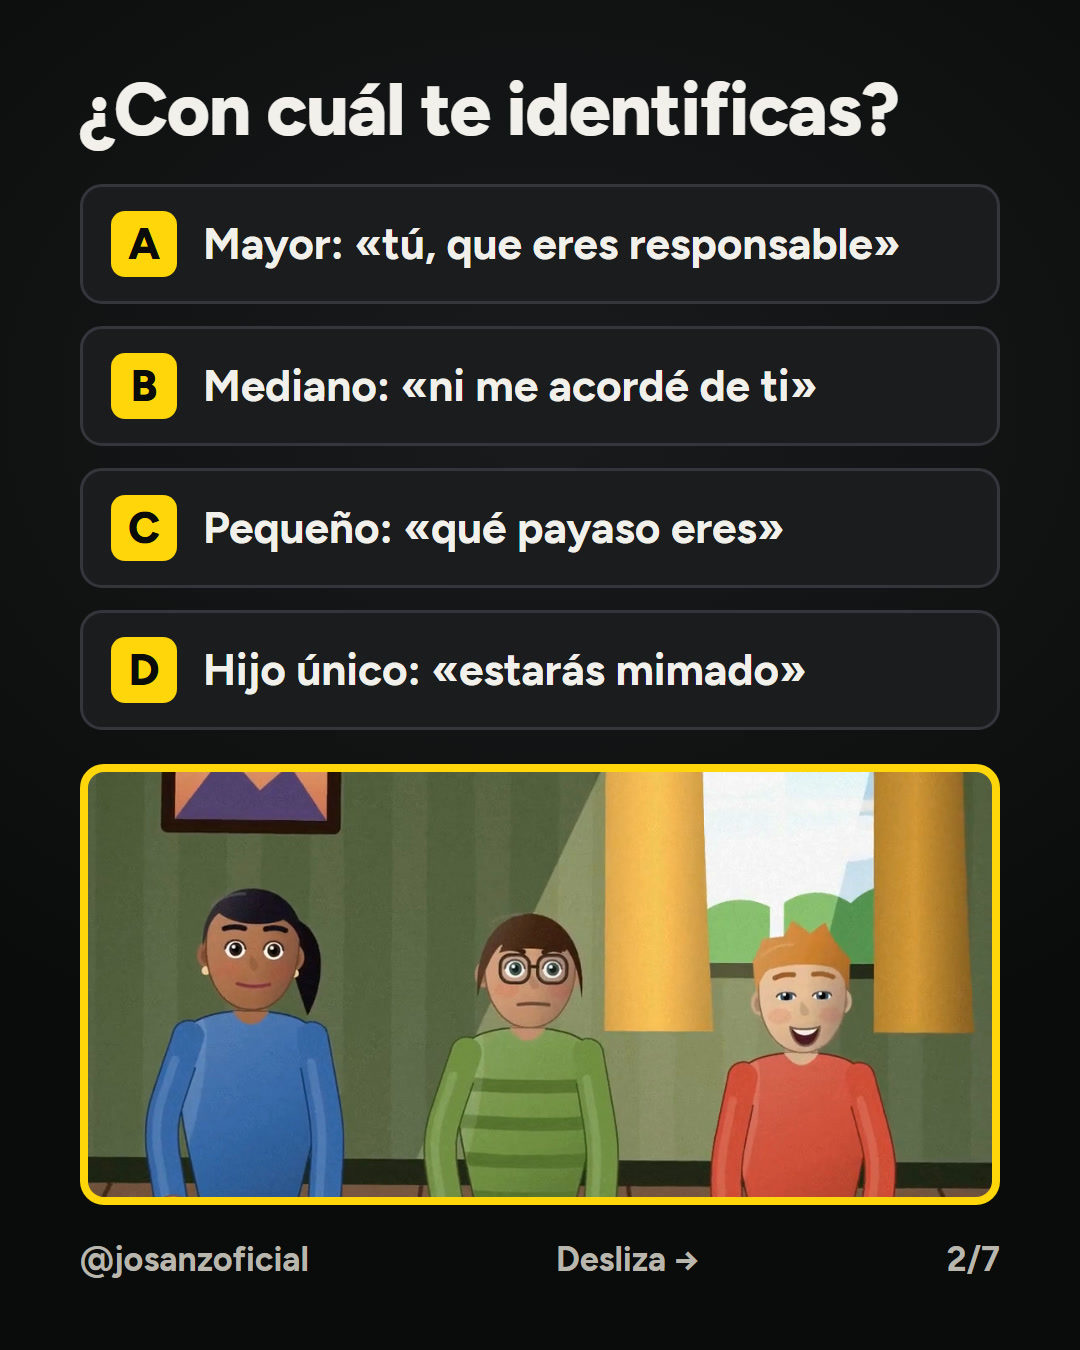 ¿Con cuál te identificas?
A Mayor: «tú, que eres responsable»
B Mediano: «ni me acordé de ti»
C Pequeño: «qué payaso eres»
D Hijo único: «estarás mimado»
@josanzoficial Desliza → 2/7